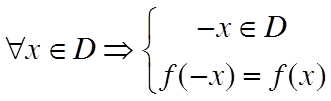 ∀x ∈ D ⇒ { −x ∈ D
f(−x) = f(x)